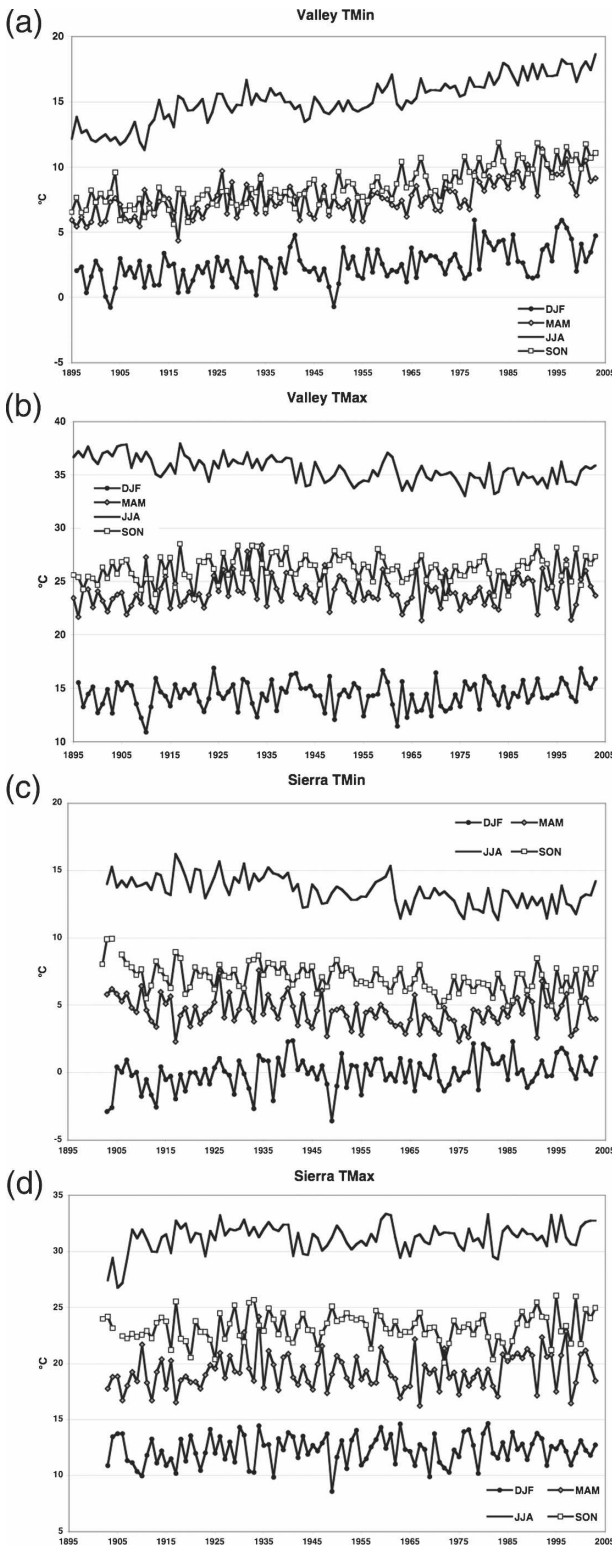 (a)
Valley TMin
20
15
10
°C
5
0
-5
DJF
MAM
JJA
SON
1895 1905 1915 1925 1935 1945 1955 1965 1975 1985 1995 2005
(b)
Valley TMax
40
35
30
°C
25
20
15
10
DJF
MAM
JJA
SON
1895 1905 1915 1925 1935 1945 1955 1965 1975 1985 1995 2005
(c)
Sierra TMin
20
15
10
°C
5
0
-5
DJF MAM
JJA SON
1895 1905 1915 1925 1935 1945 1955 1965 1975 1985 1995 2005
(d)
Sierra TMax
35
30
25
°C
20
15
10
5
DJF MAM
JJA SON
1895 1905 1915 1925 1935 1945 1955 1965 1975 1985 1995 2005